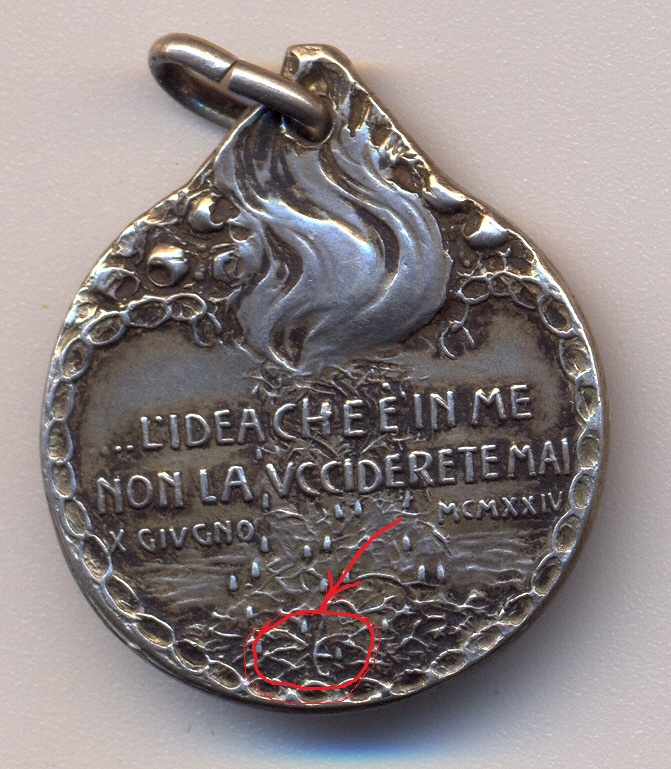 ...L'IDEA CHE È IN ME
NON LA VCCIDERETE MAI
X GIVGNO
MCMXXIV